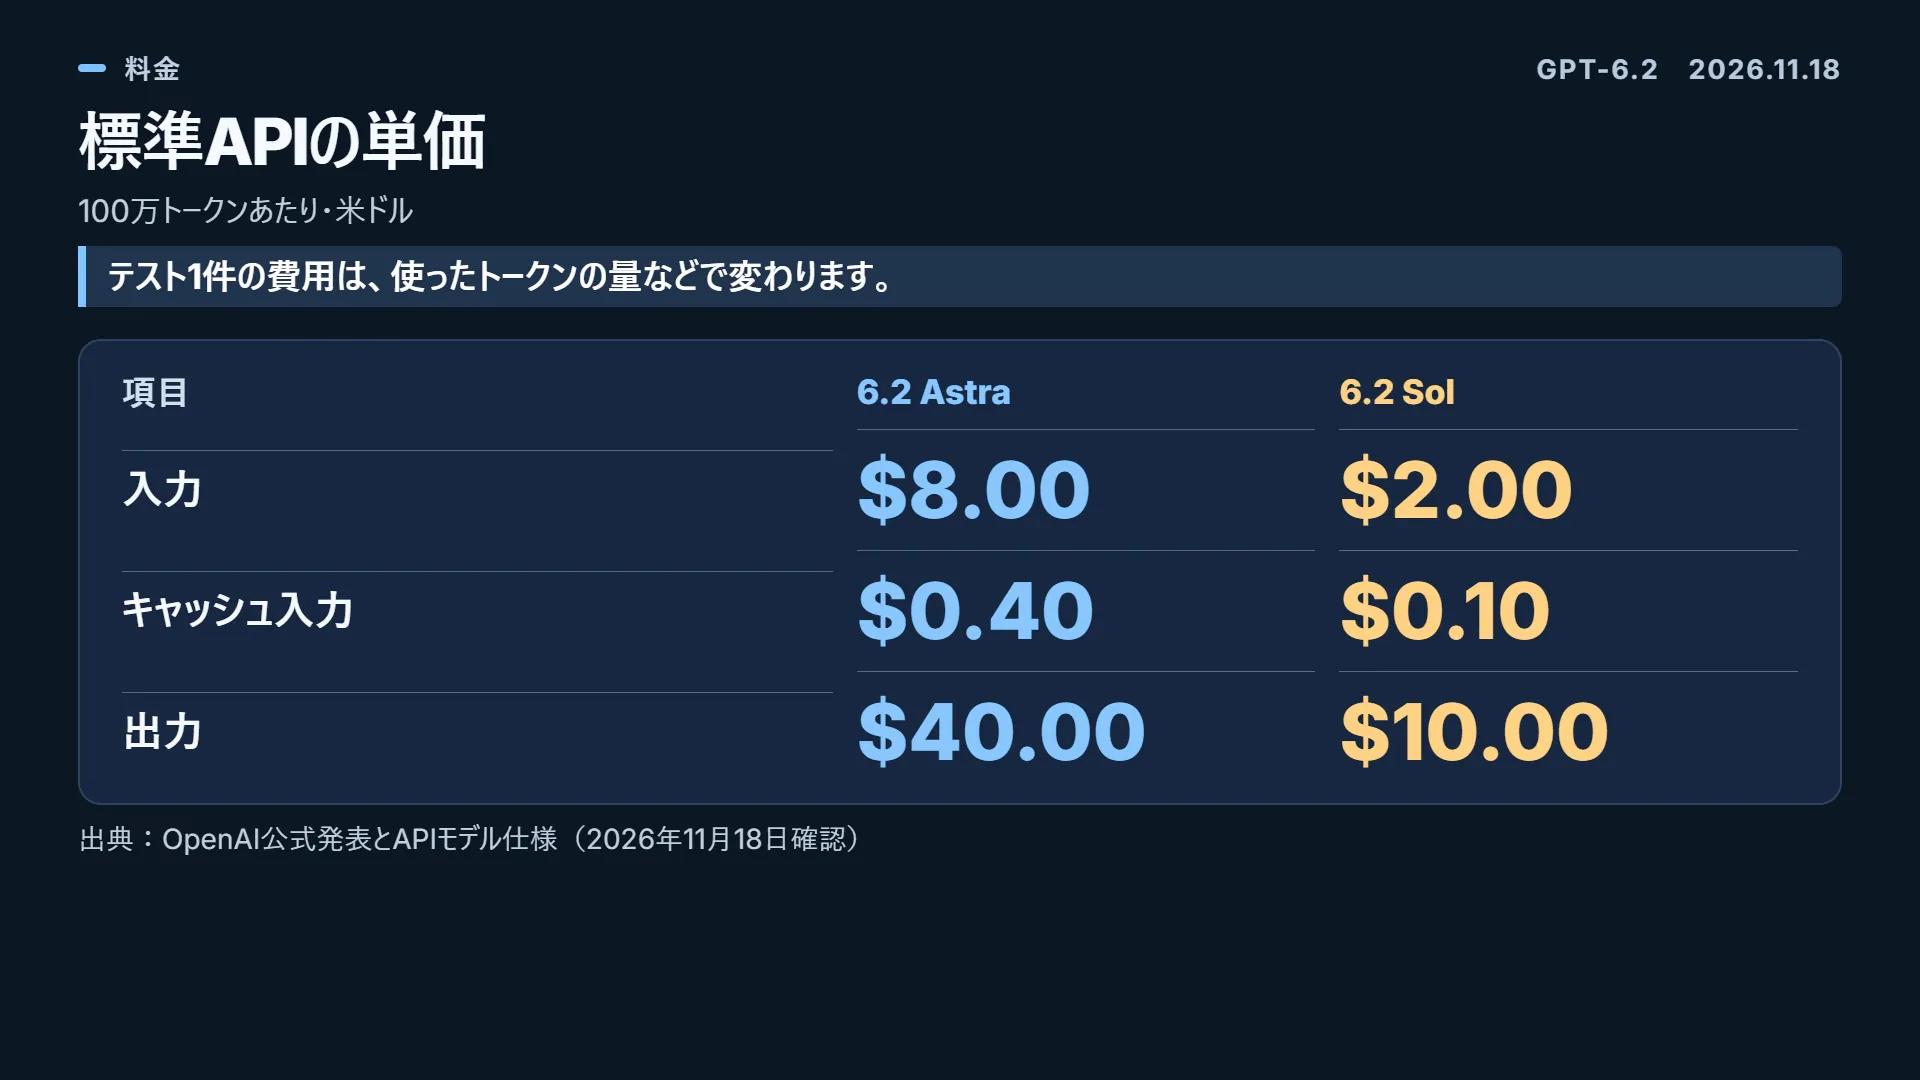 料金
GPT-6.2 2026.11.18
標準APIの単価
100万トークンあたり・米ドル
テスト1件の費用は、使ったトークンの量などで変わります。
項目 6.2 Astra 6.2 Sol
入力 $8.00 $2.00
キャッシュ入力 $0.40 $0.10
出力 $40.00 $10.00
出典：OpenAI公式発表とAPIモデル仕様（2026年11月18日確認）